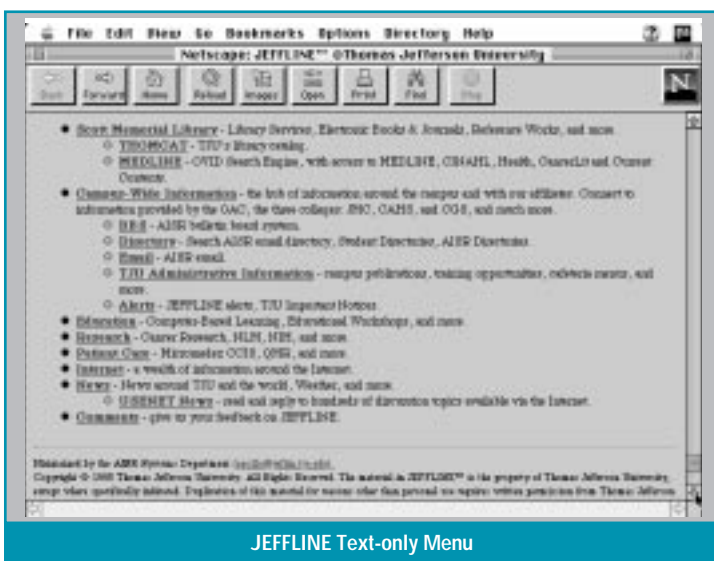 File Edit View Go Bookmarks Options Directory Help
Netscape: JEFFLINE™ @Thomas Jefferson University
Back Forward Home Reload Images Open Print Find Stop
N
Scott Memorial Library - Library Services, Electronic Books & Journals, Reference Works, and more.
THOMCAT - TJU's library catalog.
MEDLINE - OVID Search Engine, with access to MEDLINE, CINAHL, Health, CancerLit and Current
Contents.
Campus-Wide Information - the hub of information around the campus and with our affiliates. Connect to
information provided by the OAC, the three colleges: JMC, CAHS, and CGS, and much more.
BBS - AISR bulletin board system.
Directory - Search AISR email directory, Student Directories, AISR Directories.
Email - AISR email.
TJU Administrative Information - campus publications, training opportunities, cafeteria menus, and
more.
Alerts - JEFFLINE alerts, TJU Important Notices.
Education - Computer-Based Learning, Educational Workshops, and more.
Research - Cancer Research, NLM, NIH, and more.
Patient Care - Micromedex CCIS, QMR, and more.
Internet - a wealth of information around the Internet.
News - News around TJU and the world, Weather, and more.
USENET News - read and reply to hundreds of discussion topics available via the Internet.
Comments - give us your feedback on JEFFLINE.
Maintained by the AISR Systems Department
Copyright © 1995 Thomas Jefferson University. All Rights Reserved. The material in JEFFLINE™ is the property of Thomas Jefferson University,
except where specifically indicated. Duplication of this material for reasons other than personal use requires written permission from Thomas Jefferson
JEFFLINE Text-only Menu